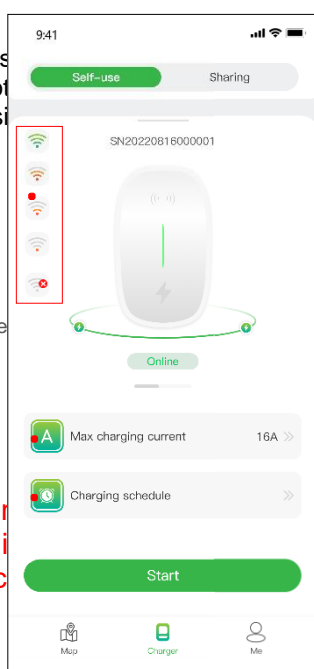 9:41
Self-use Sharing
SN20220816000001
Online
A Max charging current 16A
Charging schedule
Start
Map Charger Me